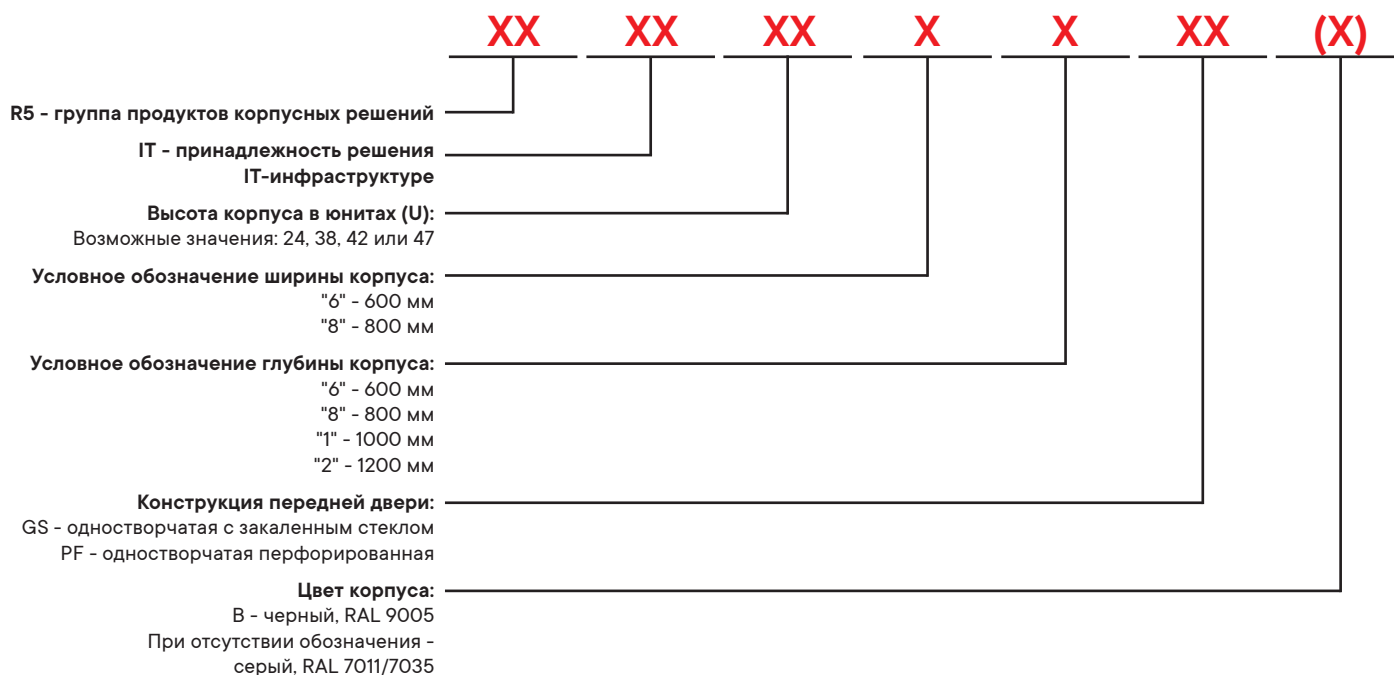 XX XX XX X X XX (X)
R5 - группа продуктов корпусных решений
IT - принадлежность решения
IT-инфраструктуре
Высота корпуса в юнитах (U):
Возможные значения: 24, 38, 42 или 47
Условное обозначение ширины корпуса:
"6" - 600 мм
"8" - 800 мм
Условное обозначение глубины корпуса:
"6" - 600 мм
"8" - 800 мм
"1" - 1000 мм
"2" - 1200 мм
Конструкция передней двери:
GS - одностворчатая с закаленным стеклом
PF - одностворчатая перфорированная
Цвет корпуса:
B - черный, RAL 9005
При отсутствии обозначения -
серый, RAL 7011/7035